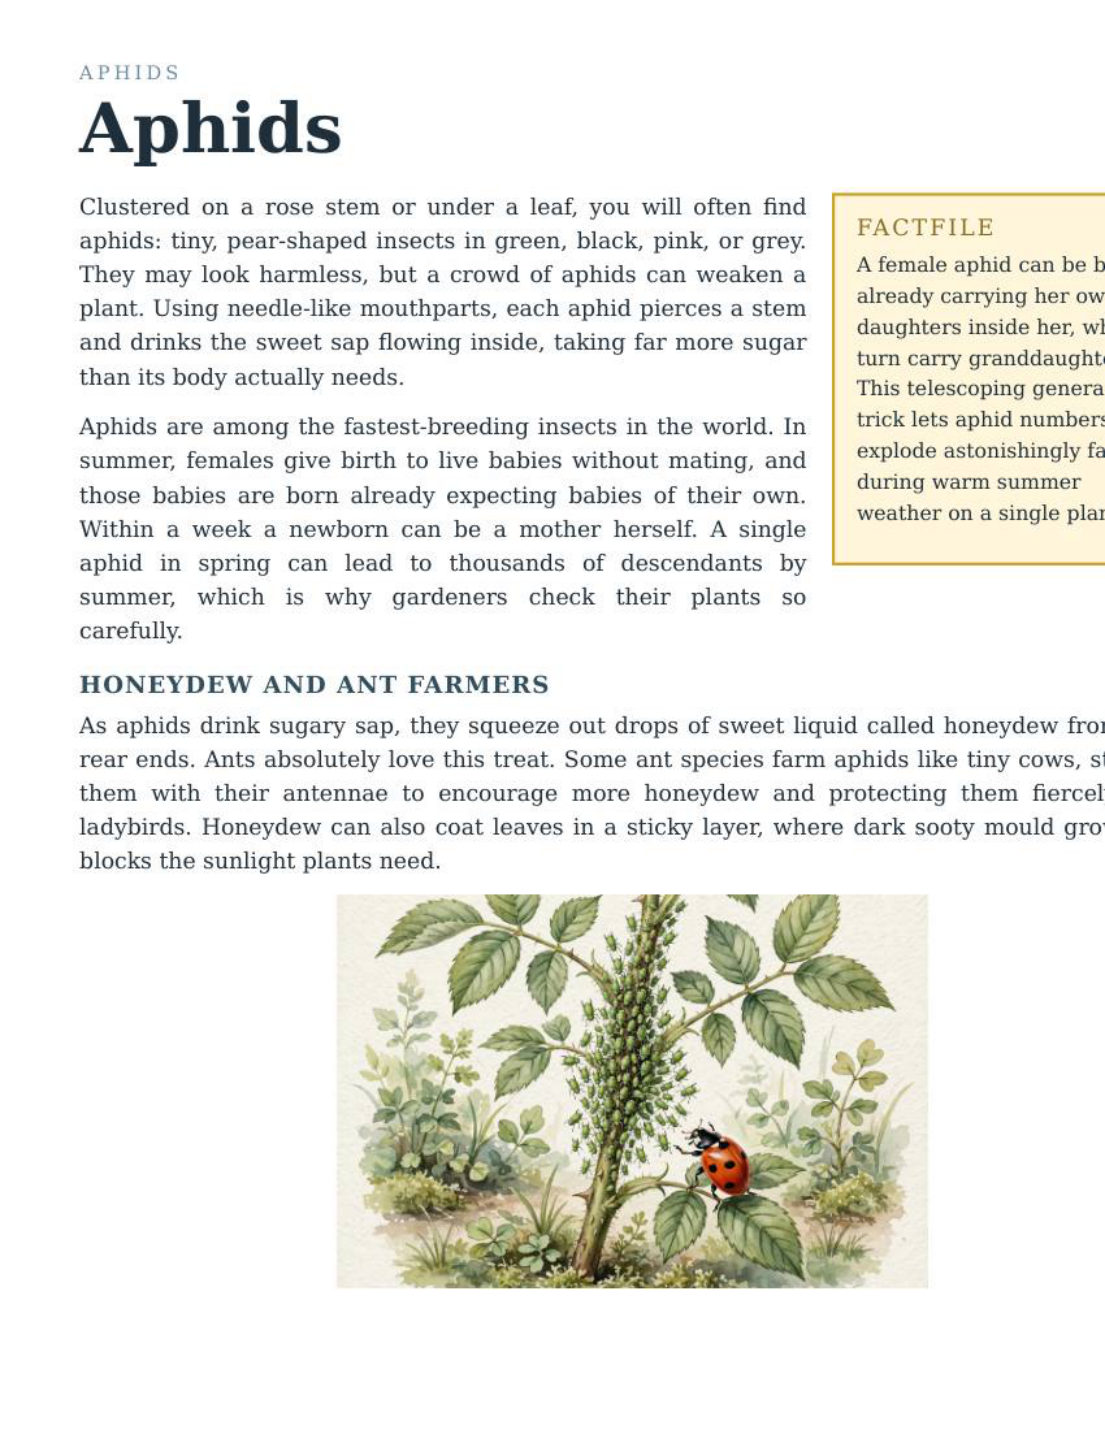 APHIDS
Aphids
Clustered on a rose stem or under a leaf, you will often find
aphids: tiny, pear-shaped insects in green, black, pink, or grey.
They may look harmless, but a crowd of aphids can weaken a
plant. Using needle-like mouthparts, each aphid pierces a stem
and drinks the sweet sap flowing inside, taking far more sugar
than its body actually needs.
Aphids are among the fastest-breeding insects in the world. In
summer, females give birth to live babies without mating, and
those babies are born already expecting babies of their own.
Within a week a newborn can be a mother herself. A single
aphid in spring can lead to thousands of descendants by
summer, which is why gardeners check their plants so
carefully.
FACTFILE
A female aphid can be
already carrying her
daughters inside her,
turn carry
This telescoping
trick lets aphid numbers
explode astonishingly
during warm summer
weather on a single
HONEYDEW AND ANT FARMERS
As aphids drink sugary sap, they squeeze out drops of sweet liquid called honeydew
rear ends. Ants absolutely love this treat. Some ant species farm aphids like tiny cows,
them with their antennae to encourage more honeydew and protecting them
ladybirds. Honeydew can also coat leaves in a sticky layer, where dark sooty mould
blocks the sunlight plants need.